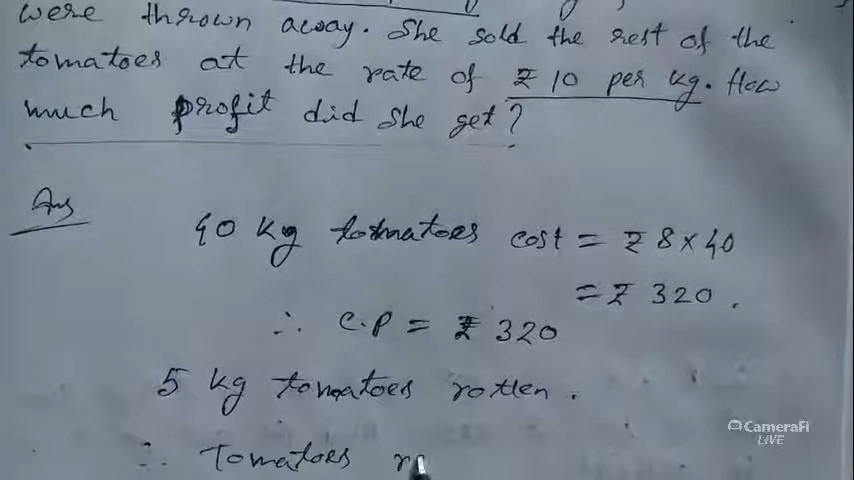 were thrown away. She sold the rest of the
tomatoes at the rate of ₹ 10 per kg. How
much profit did she get?
Ans
40 kg tomatoes cost = ₹ 8 × 40
= ₹ 320.
∴ C.P = ₹ 320
5 kg tomatoes rotten.
∴ Tomatoes
CameraFi
LIVE